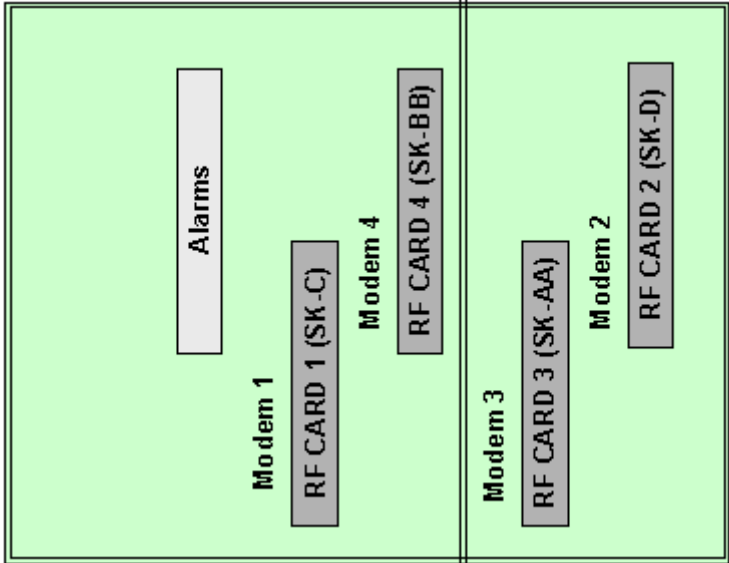 Alarms
Modem 1
RF CARD 1 (SK-C)
Modem 4
RF CARD 4 (SK-BB)
Modem 3
RF CARD 3 (SK-AA)
Modem 2
RF CARD 2 (SK-D)